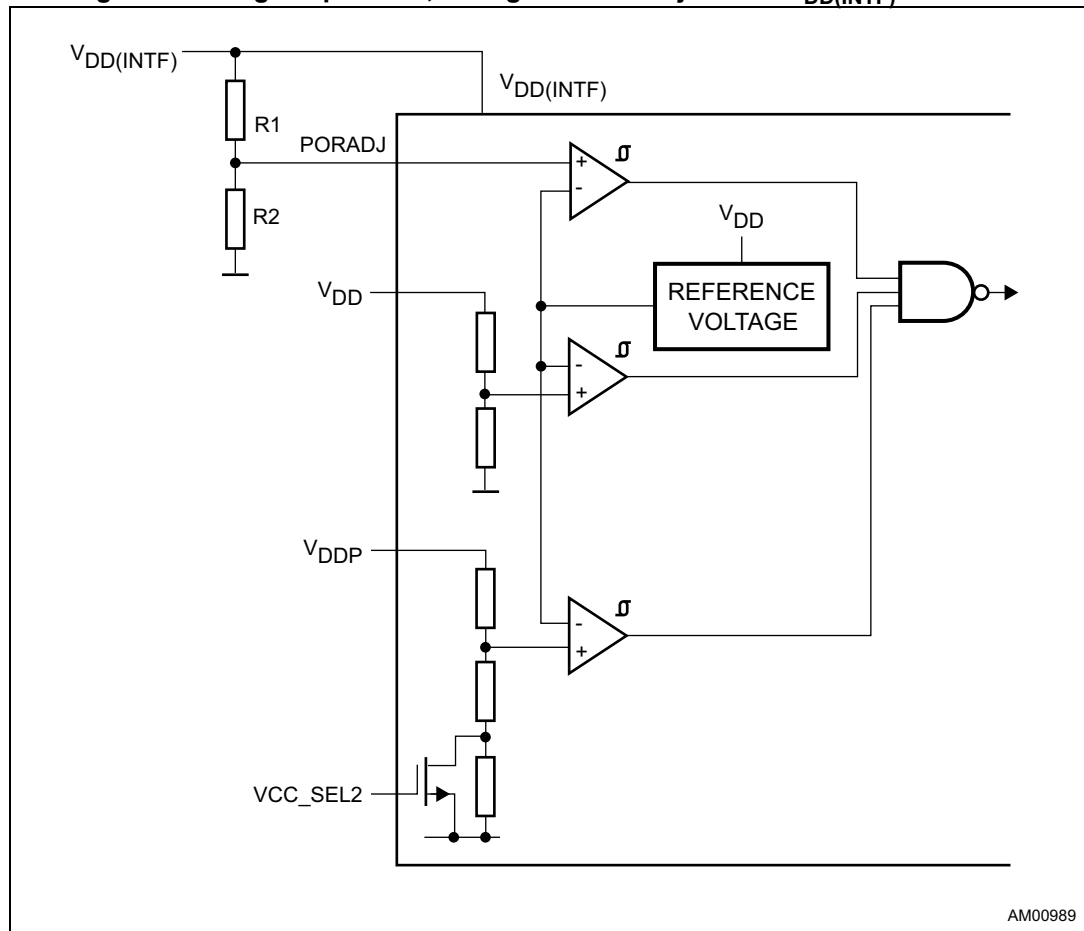 V_DD(INTF)
V_DD(INTF)
R1
PORADJ
+
-
R2
V_DD
V_DD
REFERENCE
VOLTAGE
-
+
V_DDP
-
+
VCC_SEL2
AM00989